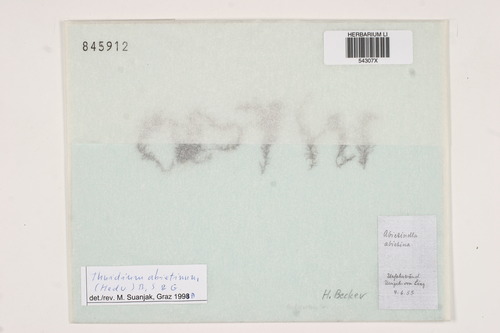 845912
HERBARIUM.LI
54307X
Abietinella
abietina
Thuidium abietinum,
(Hedw.) B, S & G
det./rev. M. Suanjak, Graz 1998
H. Becker